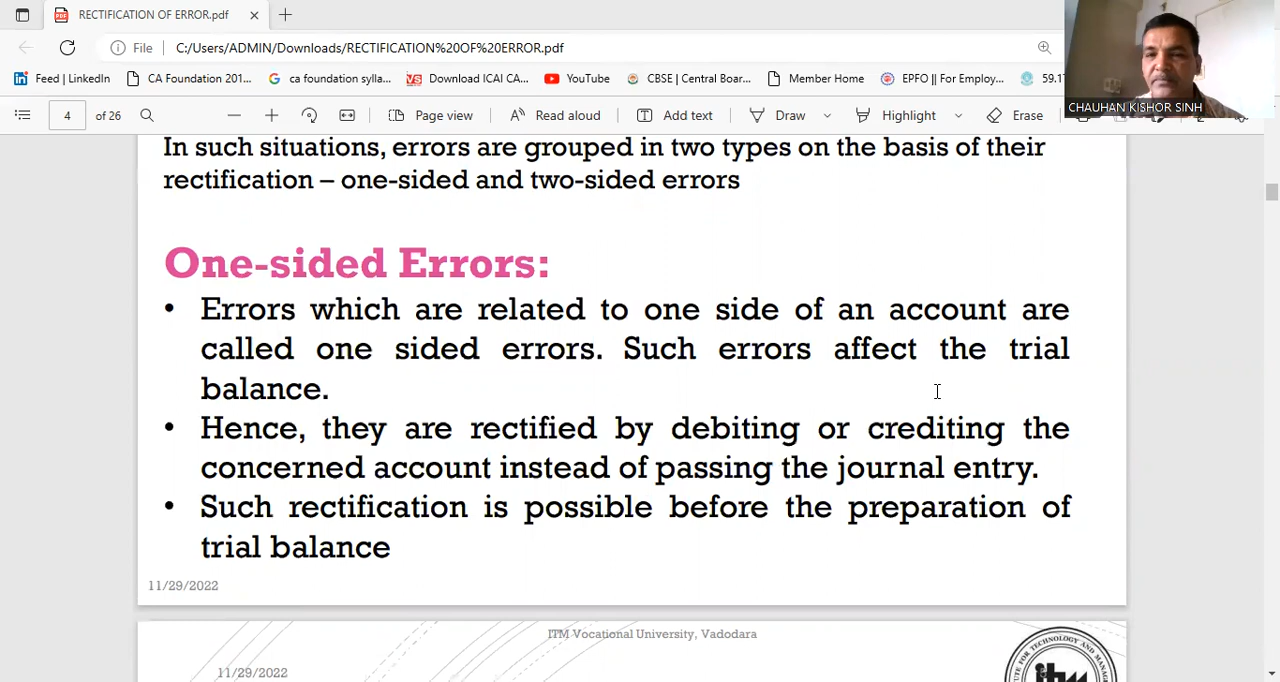 RECTIFICATION OF ERROR.pdf
File C:/Users/ADMIN/Downloads/RECTIFICATION%20OF%20ERROR.pdf
Feed | LinkedIn CA Foundation 201... ca foundation sylla... Download ICAI CA... YouTube CBSE | Central Boar... Member Home EPFO || For Employ... 59.1
CHAUHAN KISHOR SINH
4 of 26 Page view Read aloud Add text Draw Highlight Erase
In such situations, errors are grouped in two types on the basis of their
rectification – one-sided and two-sided errors
One-sided Errors:
• Errors which are related to one side of an account are
called one sided errors. Such errors affect the trial
balance.
• Hence, they are rectified by debiting or crediting the
concerned account instead of passing the journal entry.
• Such rectification is possible before the preparation of
trial balance
11/29/2022
ITM Vocational University, Vadodara
11/29/2022